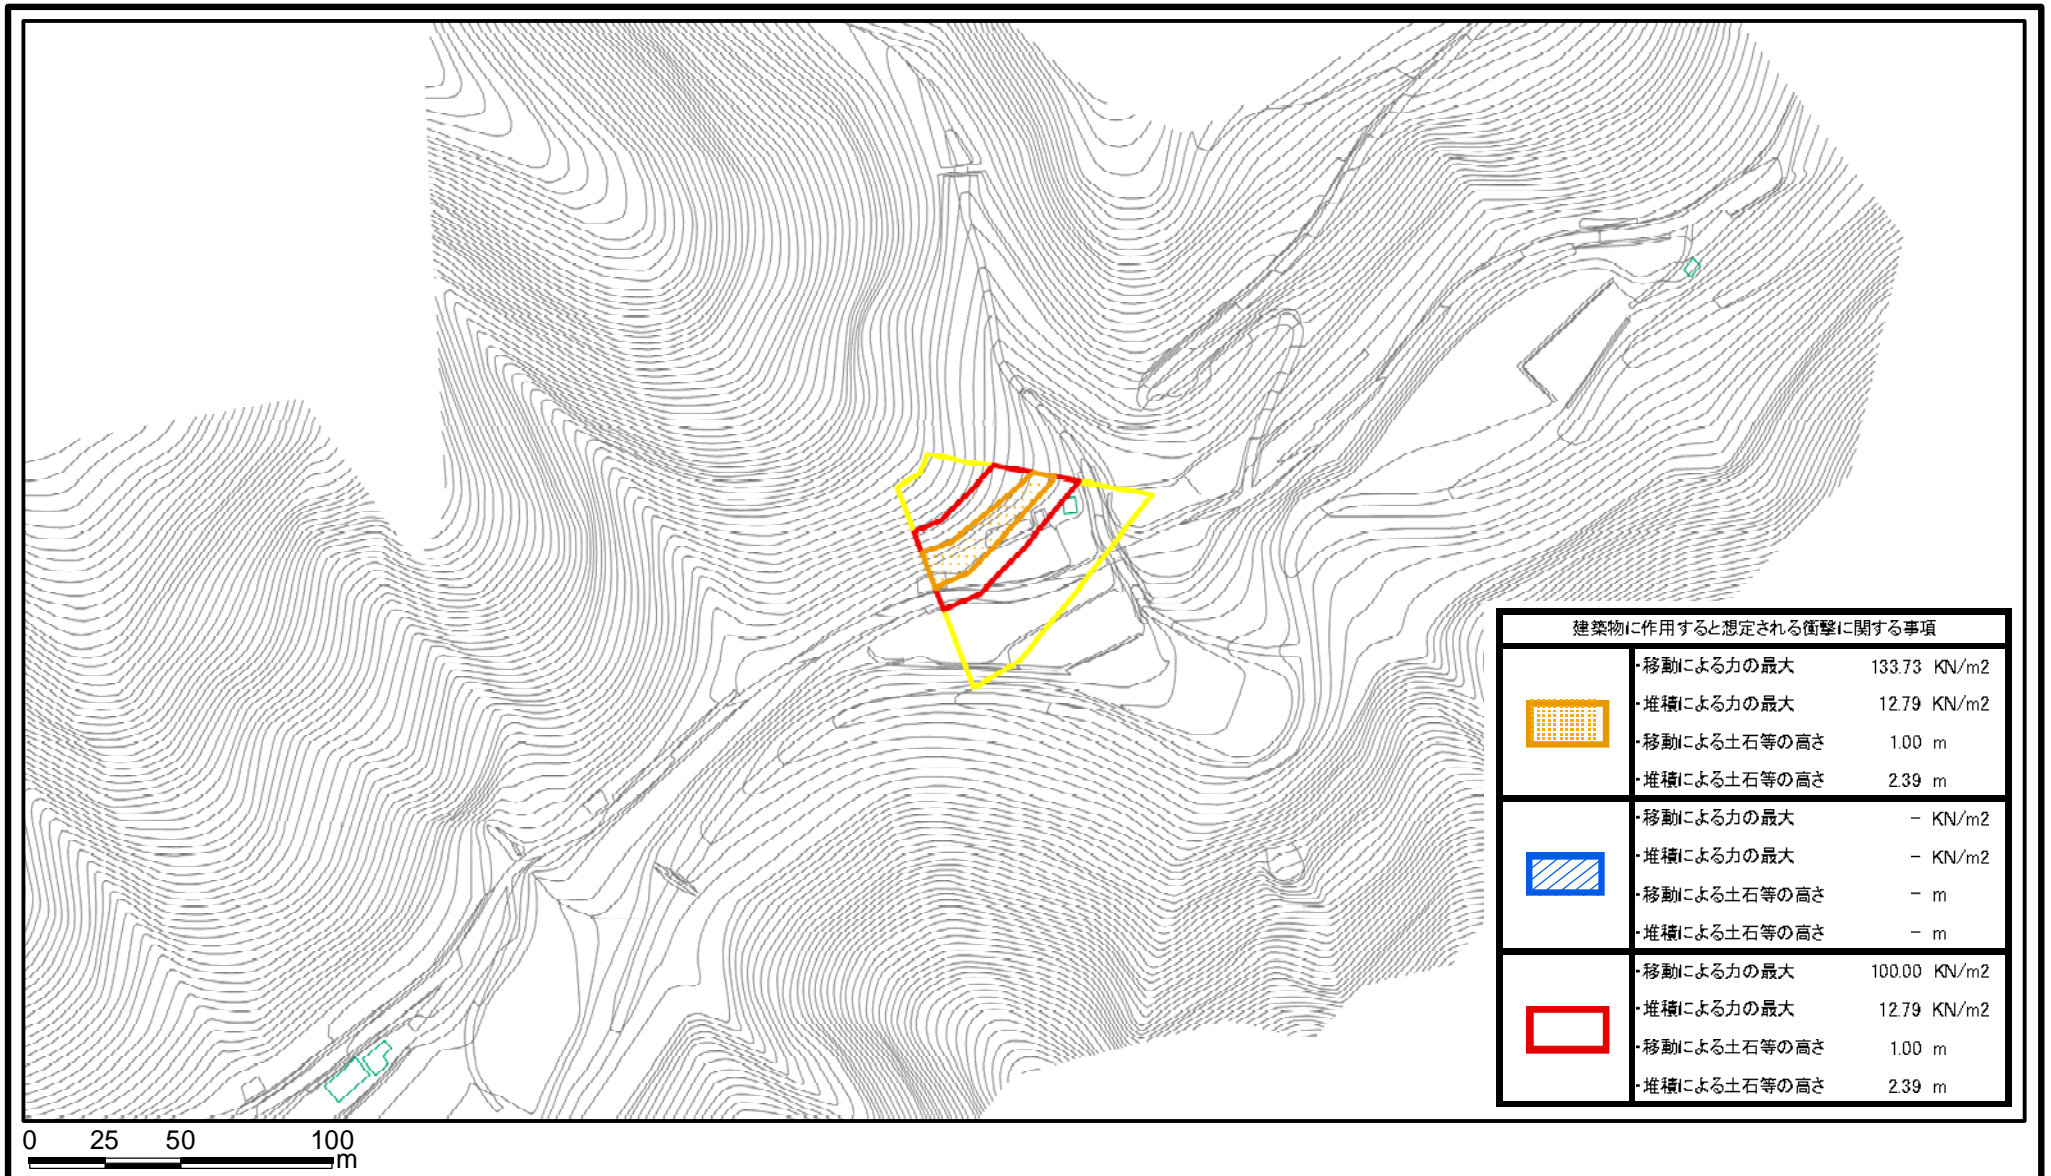 建築物に作用すると想定される衝撃に関する事項
・移動による力の最大 133.73 KN/m2
・堆積による力の最大 12.79 KN/m2
・移動による土石等の高さ 1.00 m
・堆積による土石等の高さ 2.39 m
・移動による力の最大 - KN/m2
・堆積による力の最大 - KN/m2
・移動による土石等の高さ - m
・堆積による土石等の高さ - m
・移動による力の最大 100.00 KN/m2
・堆積による力の最大 12.79 KN/m2
・移動による土石等の高さ 1.00 m
・堆積による土石等の高さ 2.39 m
0 25 50 100
m